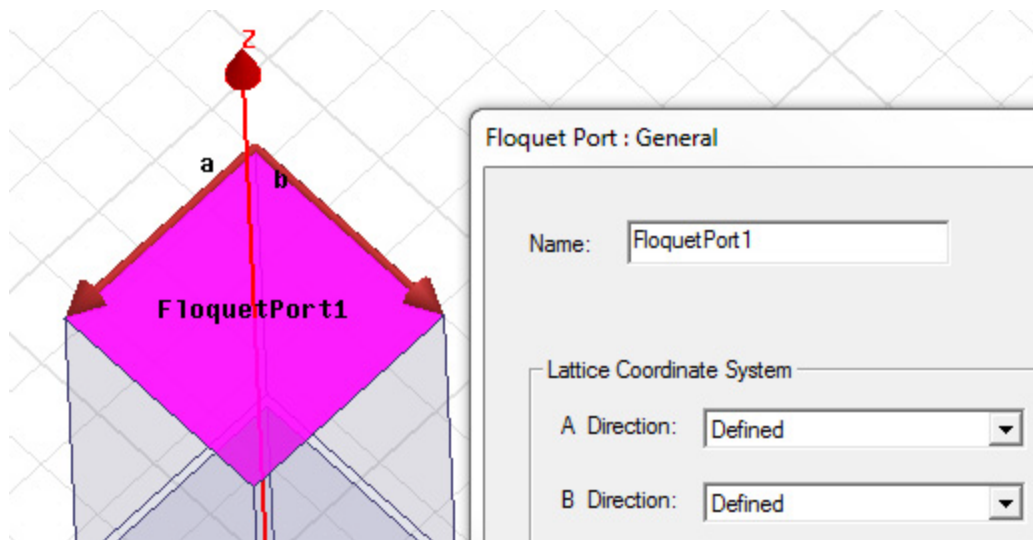 Z
a
b
FloquetPort1
Floquet Port : General
Name: FloquetPort1
Lattice Coordinate System
A Direction: Defined
B Direction: Defined